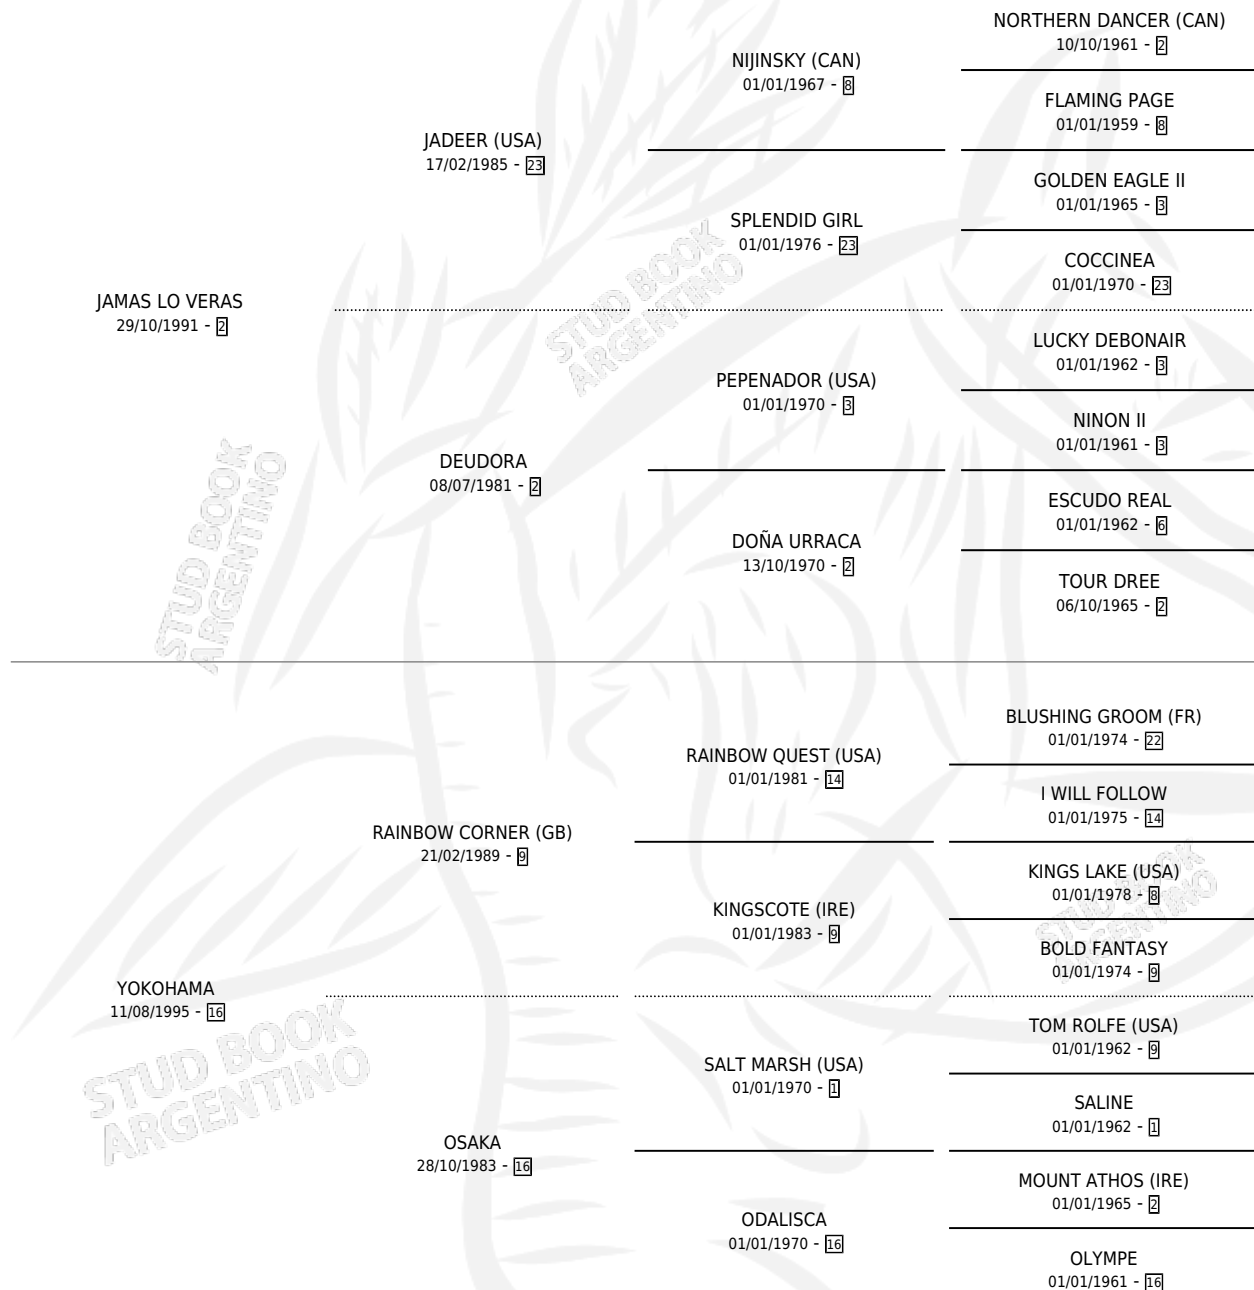 NORTHERN DANCER (CAN)
10/10/1961 - 2
NIJINSKY (CAN)
01/01/1967 - 8
FLAMING PAGE
01/01/1959 - 8
JADEER (USA)
17/02/1985 - 23
GOLDEN EAGLE II
01/01/1965 - 3
SPLENDID GIRL
01/01/1976 - 23
COCCINEA
01/01/1970 - 23
JAMAS LO VERAS
29/10/1991 - 2
STUD BOOK
ARGENTINO
LUCKY DEBONAIR
01/01/1962 - 3
PEPENADOR (USA)
01/01/1970 - 3
NINON II
01/01/1961 - 3
DEUDORA
08/07/1981 - 2
ESCUDO REAL
01/01/1962 - 6
DOÑA URRACA
13/10/1970 - 2
TOUR DREE
06/10/1965 - 2
STUD BOOK
ARGENTINO
BLUSHING GROOM (FR)
01/01/1974 - 22
RAINBOW QUEST (USA)
01/01/1981 - 14
I WILL FOLLOW
01/01/1975 - 14
RAINBOW CORNER (GB)
21/02/1989 - 9
KINGS LAKE (USA)
01/01/1978 - 8
KINGSCOTE (IRE)
01/01/1983 - 9
STUD BOOK
ARGENTINO
BOLD FANTASY
01/01/1974 - 9
YOKOHAMA
11/08/1995 - 16
STUD BOOK
ARGENTINO
TOM ROLFE (USA)
01/01/1962 - 9
SALT MARSH (USA)
01/01/1970 - 1
SALINE
01/01/1962 - 1
OSAKA
28/10/1983 - 16
MOUNT ATHOS (IRE)
01/01/1965 - 2
ODALISCA
01/01/1970 - 16
OLYMPE
01/01/1961 - 16